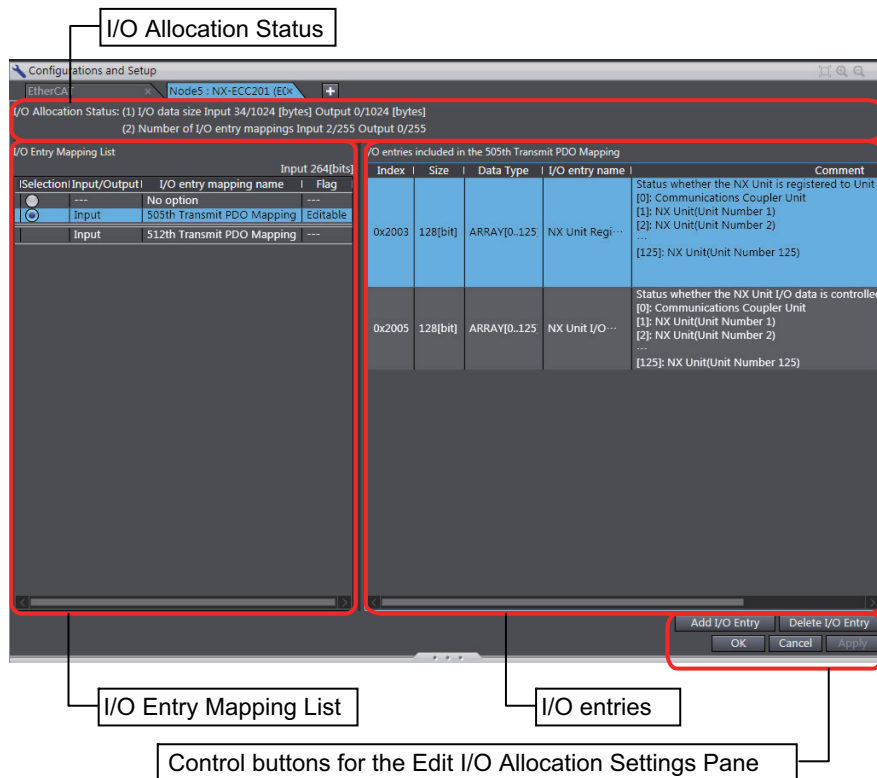 I/O Allocation Status
Configurations and Setup
EtherCAT × Node5 : NX-ECC201 (E × +
I/O Allocation Status: (1) I/O data size Input 34/1024 [bytes] Output 0/1024 [bytes]
(2) Number of I/O entry mappings Input 2/255 Output 0/255
I/O Entry Mapping List
Input 264[bits]
Selection Input/Output I/O entry mapping name Flag
--- No option ---
Input 505th Transmit PDO Mapping Editable
Input 512th Transmit PDO Mapping ---
I/O entries included in the 505th Transmit PDO Mapping
Index Size Data Type I/O entry name Comment
Status whether the NX Unit is registered to Unit
[0]: Communications Coupler Unit
[1]: NX Unit(Unit Number 1)
0x2003 128[bit] ARRAY[0..125 NX Unit Regi···
[2]: NX Unit(Unit Number 2)
···
[125]: NX Unit(Unit Number 125)
Status whether the NX Unit I/O data is controlled
[0]: Communications Coupler Unit
[1]: NX Unit(Unit Number 1)
0x2005 128[bit] ARRAY[0..125 NX Unit I/O···
[2]: NX Unit(Unit Number 2)
···
[125]: NX Unit(Unit Number 125)
Add I/O Entry Delete I/O Entry
OK Cancel Apply
I/O Entry Mapping List
I/O entries
Control buttons for the Edit I/O Allocation Settings Pane